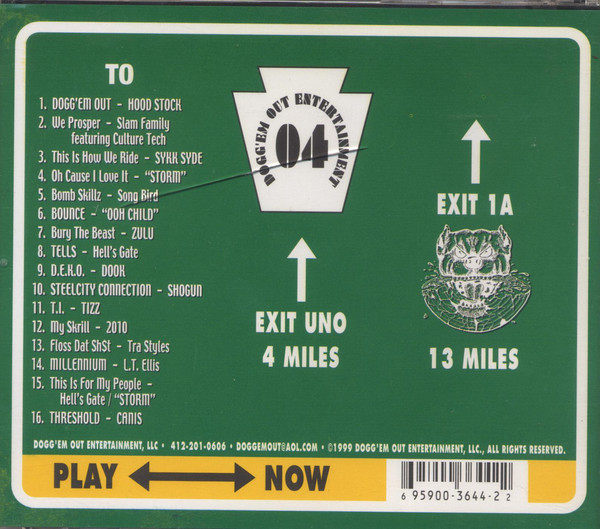 TO
1. DOGG'EM OUT - HOOD STOCK
2. We Prosper - Slam Family
featuring Culture Tech
3. This Is How We Ride - SYKK SYDE
4. Oh Cause I Love It - “STORM”
5. Bomb Skillz - Song Bird
6. BOUNCE - “OOH CHILD”
7. Bury The Beast - ZULU
8. TELLS - Hell's Gate
9. D.E.K.O. - DOOK
10. STEELCITY CONNECTION - SHOGUN
11. T.I. - TIZZ
12. My Skrill - 2010
13. Floss Dat Sh$t - Tra Styles
14. MILLENNIUM - L.T. Ellis
15. This Is For My People -
Hell's Gate / “STORM”
16. THRESHOLD - CANIS
DOGG'EM OUT ENTERTAINMENT
04
EXIT UNO
4 MILES
EXIT 1A
13 MILES
DOGG'EM OUT ENTERTAINMENT, LLC • 412-201-0606 • DOGGEMOUT@AOL.COM • ©1999 DOGG'EM OUT ENTERTAINMENT, LLC., ALL RIGHTS RESERVED.
PLAY NOW
6 95900-3644-2 2